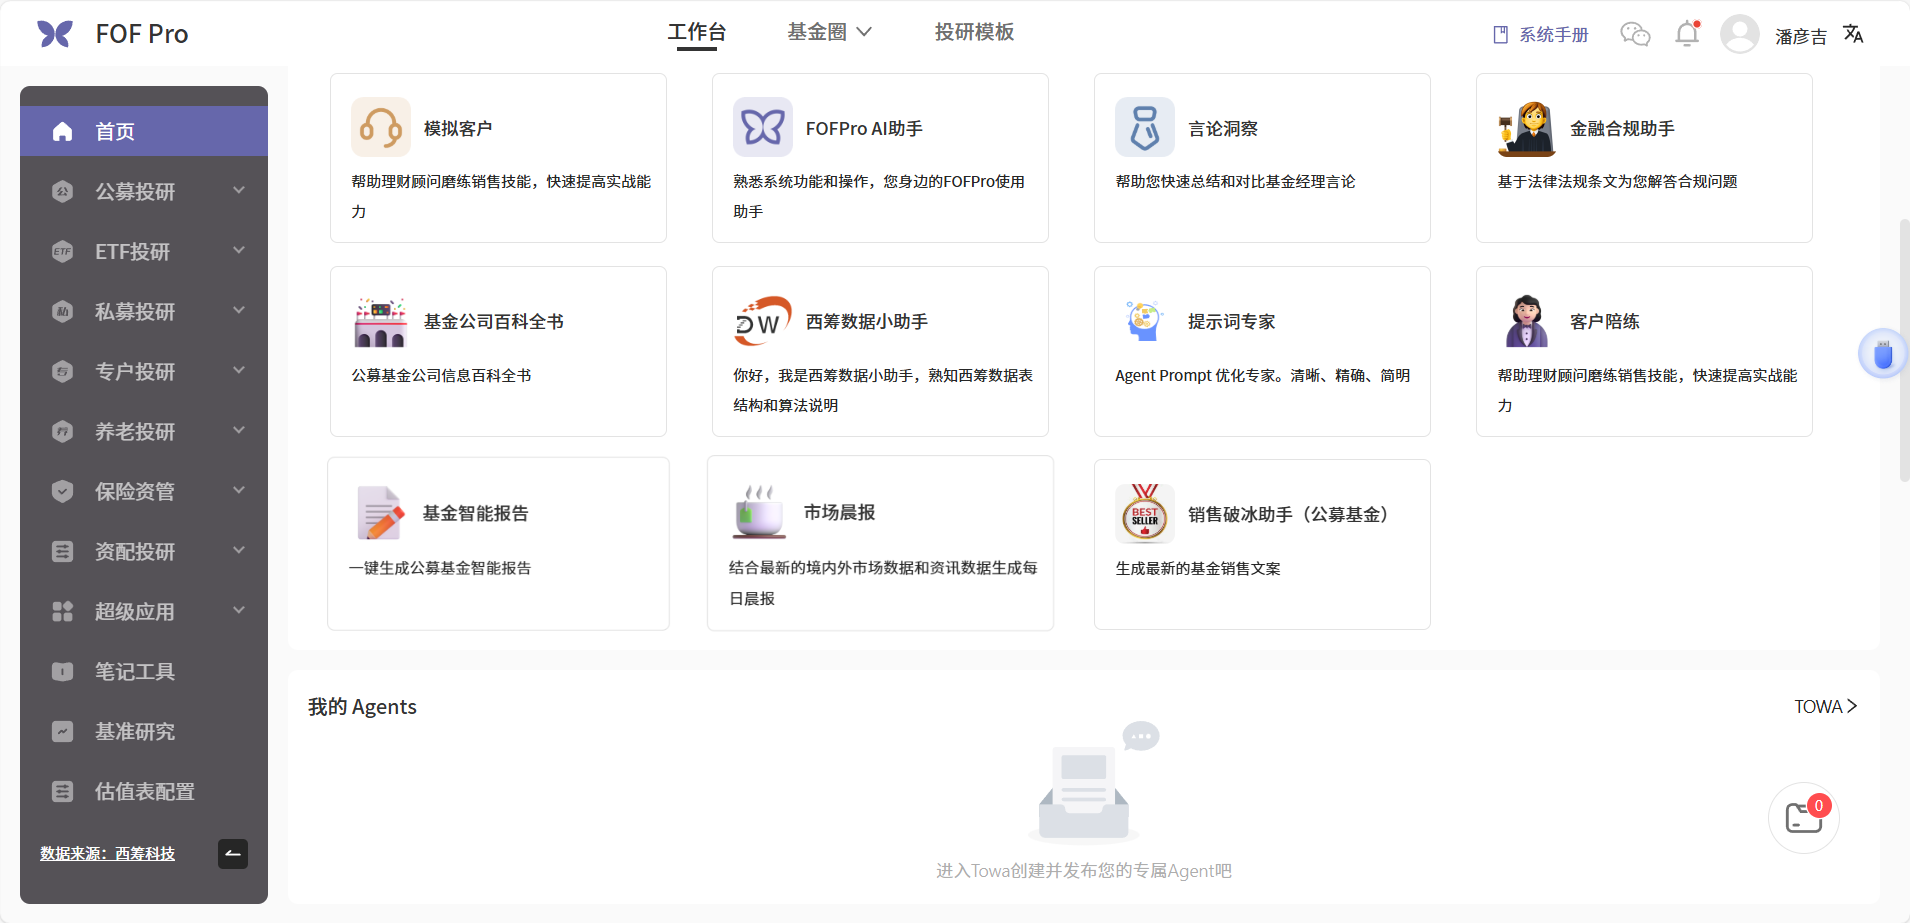 FOF Pro
工作台
基金圈
投研模板
系统手册
潘彦吉
首页
公募投研
ETF投研
私募投研
专户投研
养老投研
保险资管
资配投研
超级应用
笔记工具
基准研究
估值表配置
数据来源：西筹科技
模拟客户
帮助理财顾问磨练销售技能，快速提高实战能
力
FOFPro AI助手
熟悉系统功能和操作，您身边的FOFPro使用
助手
言论洞察
帮助您快速总结和对比基金经理言论
金融合规助手
基于法律法规条文为您解答合规问题
基金公司百科全书
公募基金公司信息百科全书
DW
西筹数据小助手
你好，我是西筹数据小助手，熟知西筹数据表
结构和算法说明
提示词专家
Agent Prompt 优化专家。清晰、精确、简明
客户陪练
帮助理财顾问磨练销售技能，快速提高实战能
力
基金智能报告
一键生成公募基金智能报告
市场晨报
结合最新的境内外市场数据和资讯数据生成每
日晨报
BEST
SELLER
销售破冰助手（公募基金）
生成最新的基金销售文案
我的 Agents
TOWA
0
进入Towa创建并发布您的专属Agent吧